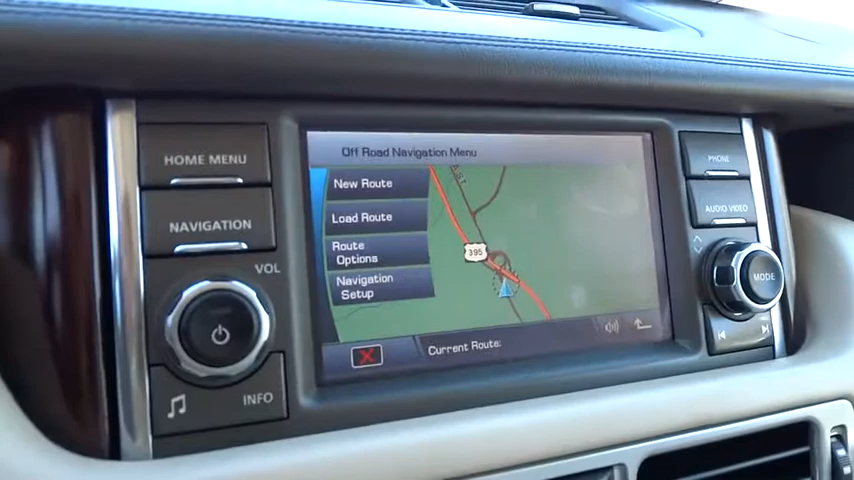 HOME MENU
NAVIGATION
VOL
INFO
Off Road Navigation Menu
New Route
Load Route
Route
Options
Navigation
Setup
ST
395
Current Route:
PHONE
AUDIO VIDEO
MODE